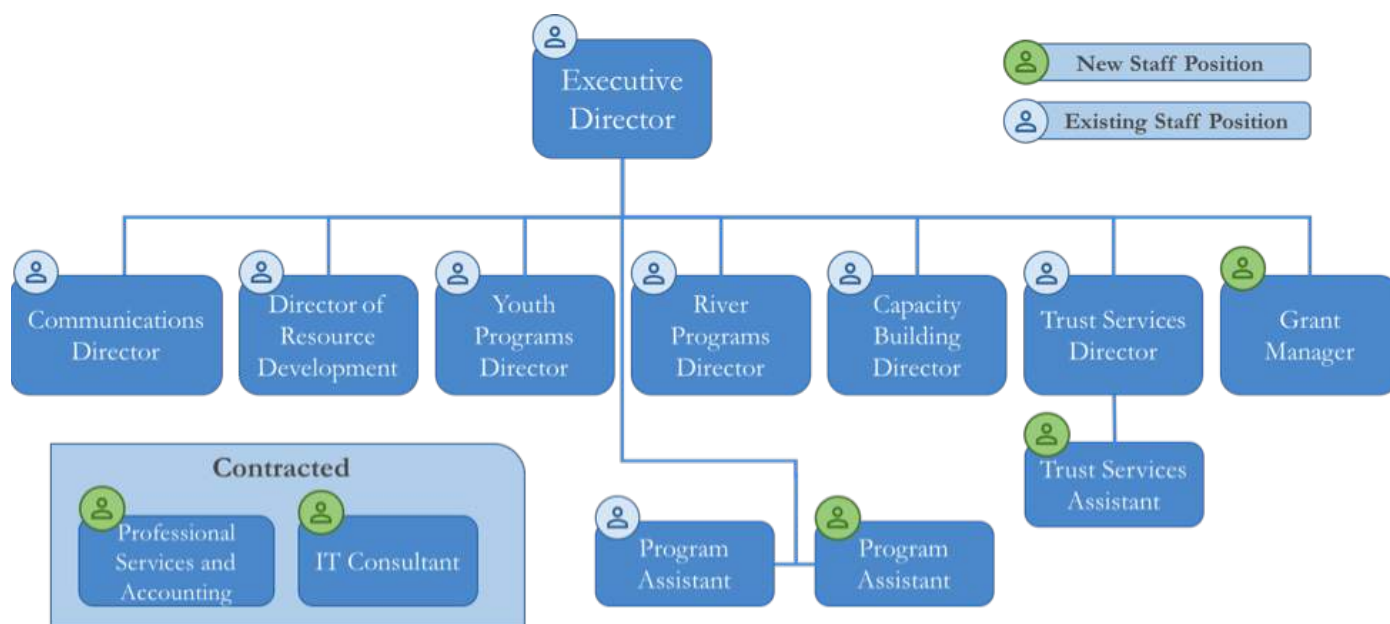 Executive
Director
New Staff Position
Existing Staff Position
Communications
Director
Director of
Resource
Development
Youth
Programs
Director
River
Programs
Director
Capacity
Building
Director
Trust Services
Director
Grant
Manager
Contracted
Professional
Services and
Accounting
IT Consultant
Program
Assistant
Program
Assistant
Trust Services
Assistant